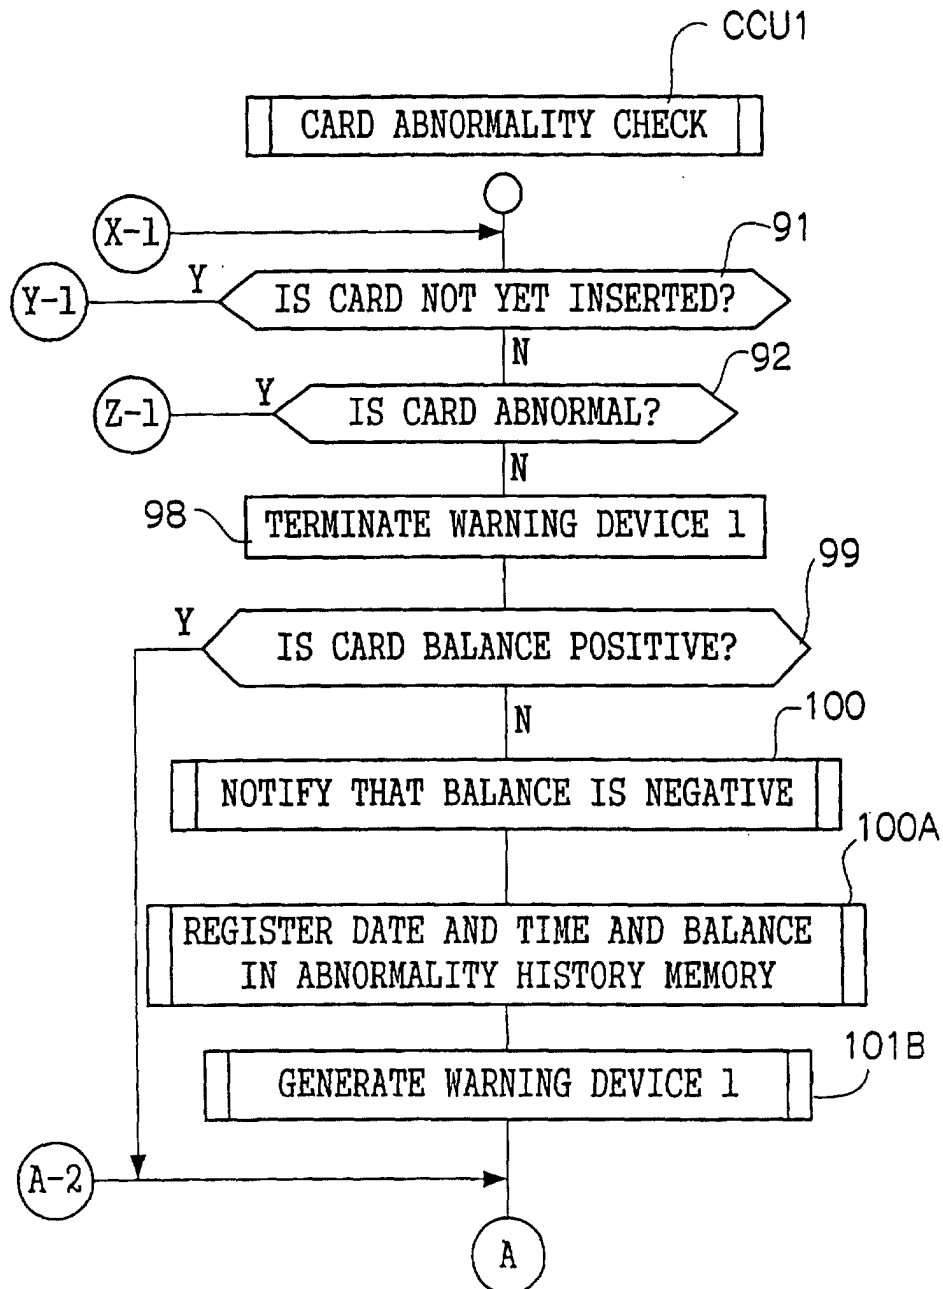 CCU1
CARD ABNORMALITY CHECK
X-1
91
Y
Y-1
IS CARD NOT YET INSERTED?
N
92
Y
Z-1
IS CARD ABNORMAL?
N
98
TERMINATE WARNING DEVICE 1
99
Y
IS CARD BALANCE POSITIVE?
N
100
NOTIFY THAT BALANCE IS NEGATIVE
100A
REGISTER DATE AND TIME AND BALANCE
IN ABNORMALITY HISTORY MEMORY
101B
GENERATE WARNING DEVICE 1
A-2
A